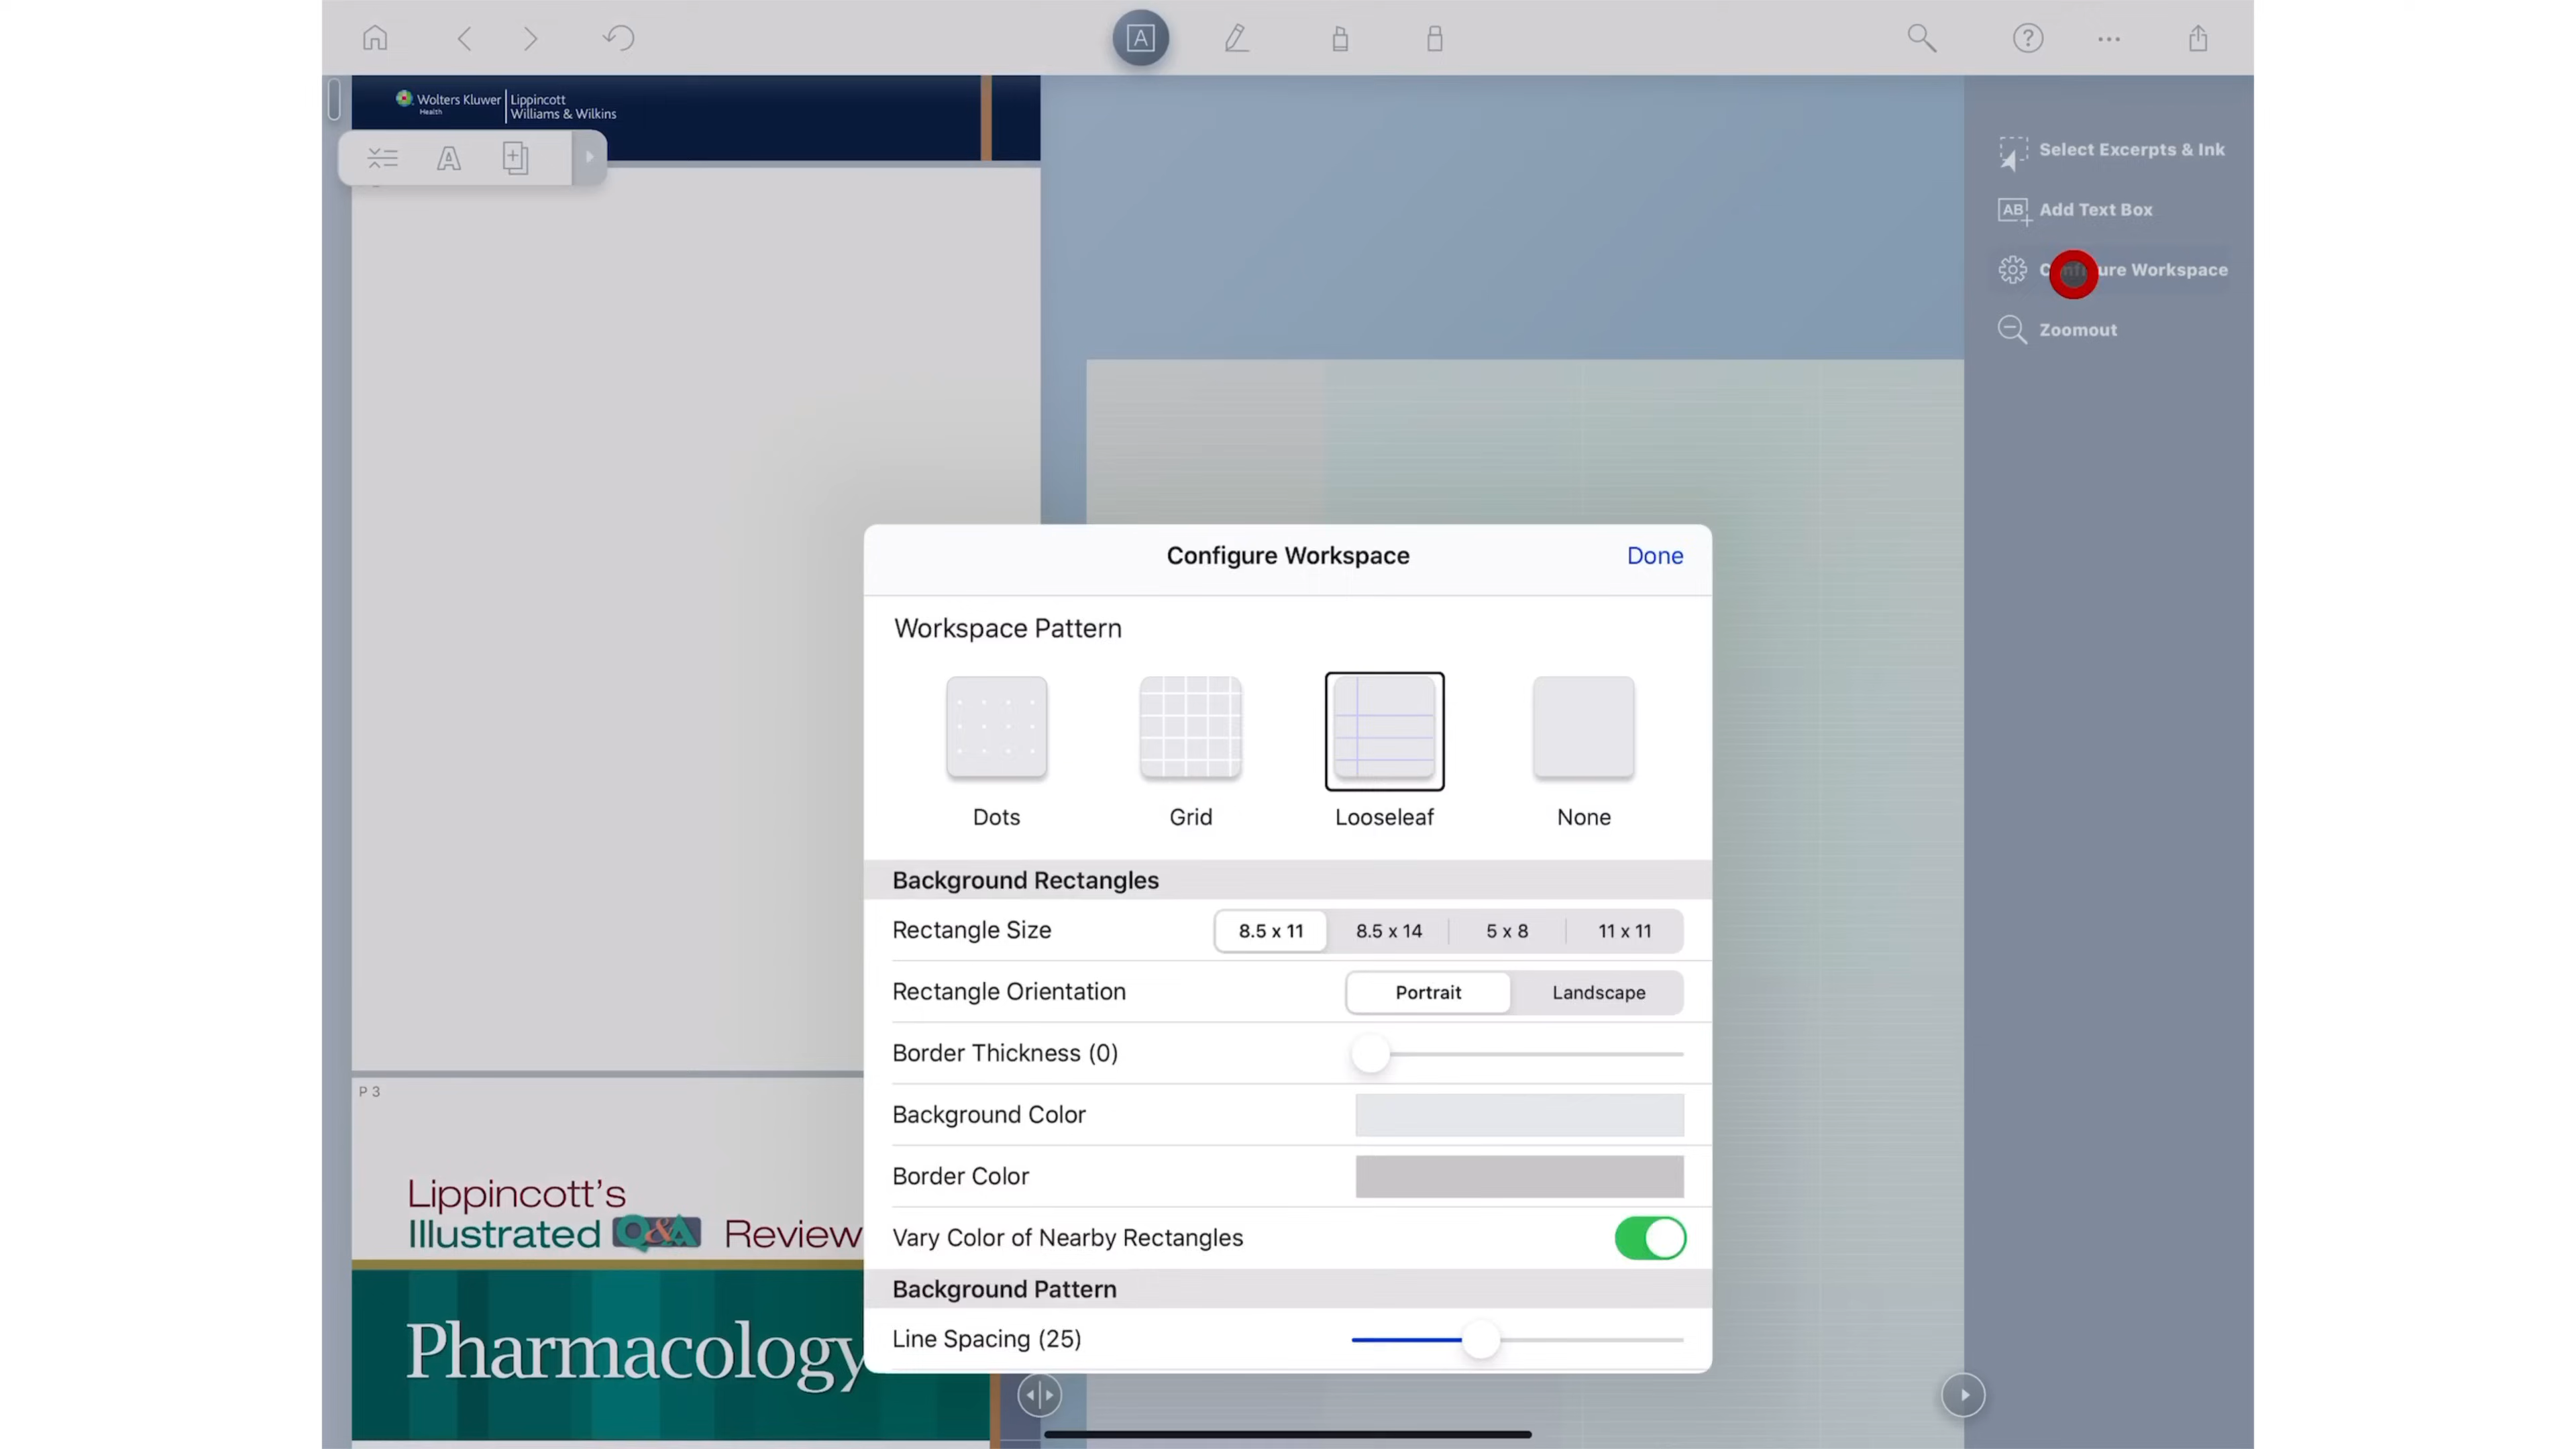 A
Wolters Kluwer
Health
Lippincott
Williams & Wilkins
A
Select Excerpts & Ink
AB
Add Text Box
Configure Workspace
Zoomout
Configure Workspace
Done
Workspace Pattern
Dots
Grid
Looseleaf
None
Background Rectangles
Rectangle Size
8.5 x 11
8.5 x 14
5 x 8
11 x 11
Rectangle Orientation
Portrait
Landscape
Border Thickness (0)
Background Color
Border Color
Vary Color of Nearby Rectangles
Background Pattern
Line Spacing (25)
P 3
Lippincott's
Illustrated Q&A Review
Pharmacology